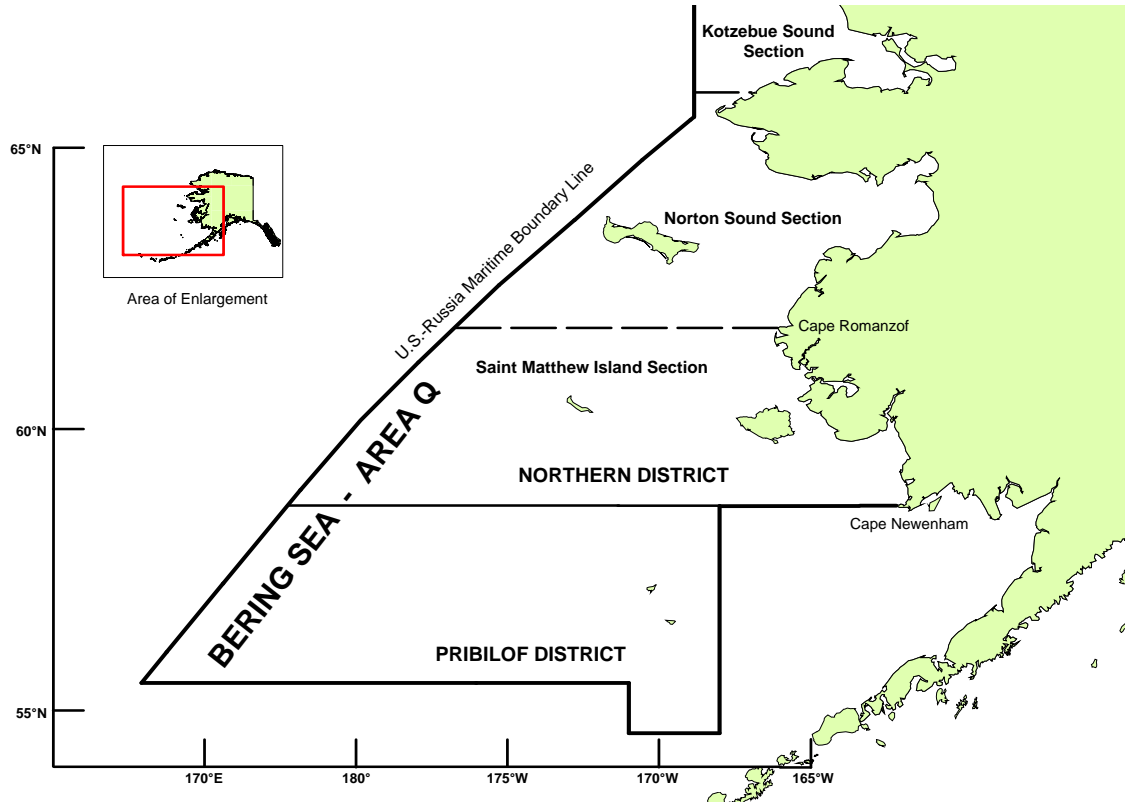 Kotzebue Sound
Section
65°N
U.S.-Russia Maritime Boundary Line
Norton Sound Section
Area of Enlargement
Cape Romanzof
Saint Matthew Island Section
60°N
BERING SEA - AREA Q
NORTHERN DISTRICT
Cape Newenham
PRIBILOF DISTRICT
55°N
170°E
180°
175°W
170°W
165°W